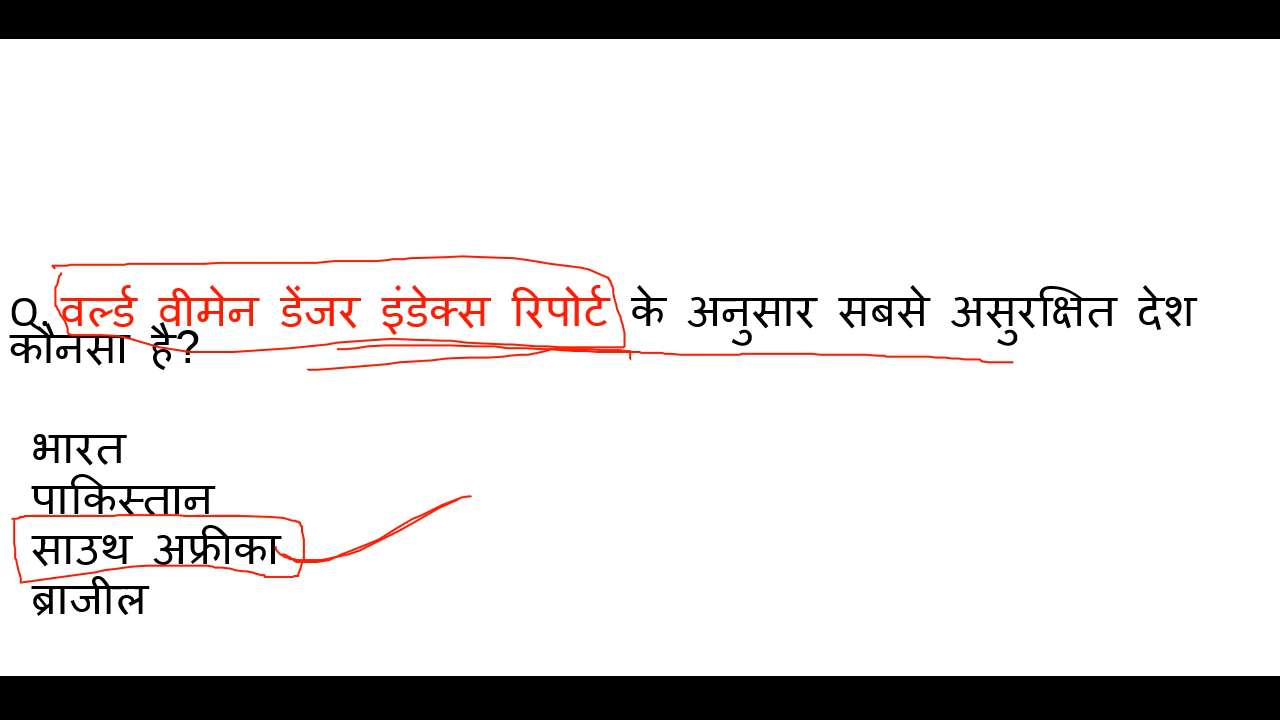 Q. वर्ल्ड वीमेन डेंजर इंडेक्स रिपोर्ट के अनुसार सबसे असुरक्षित देश
कौनसा है?
भारत
पाकिस्तान
साउथ अफ्रीका
ब्राजील